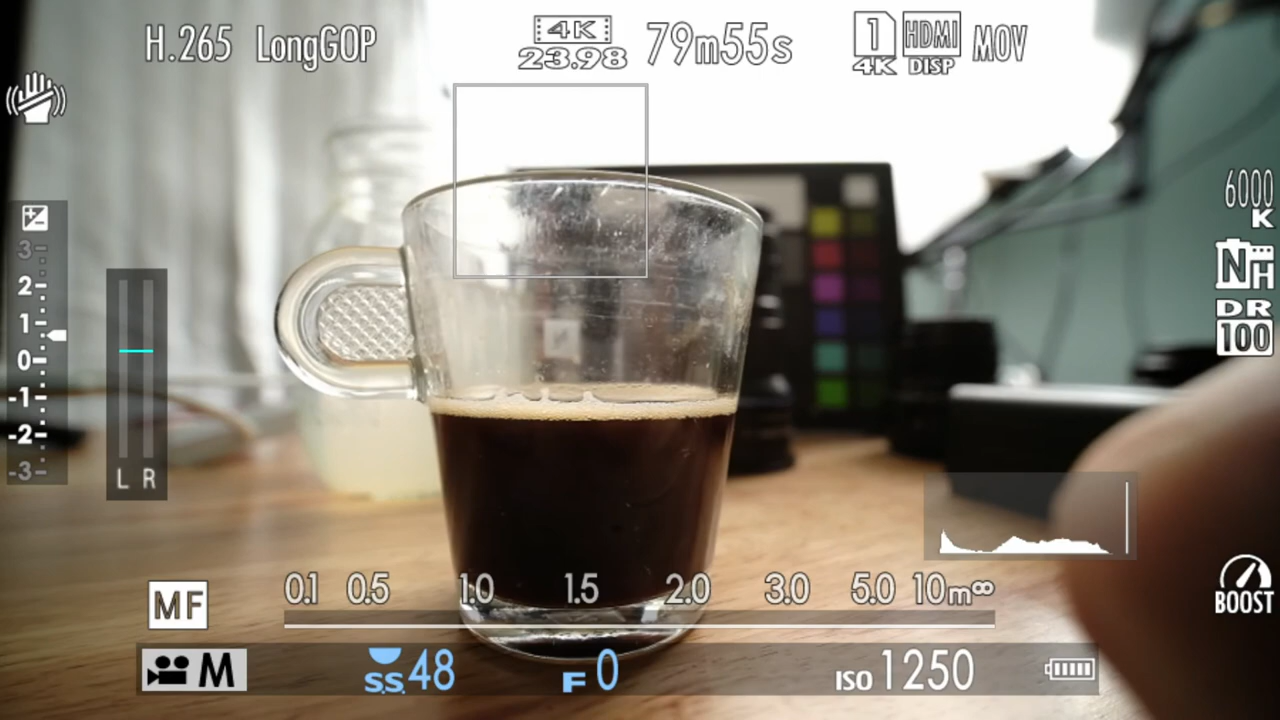 H.265 LongGOP 4K 23.98 79m55s 1 4K HDMI DISP MOV
3
2
1
0
-1
-2
-3
L R
6000 K
N H
DR 100
BOOST
0.1 0.5 1.0 1.5 2.0 3.0 5.0 10m∞
MF
M S.S. 48 F 0 ISO 1250